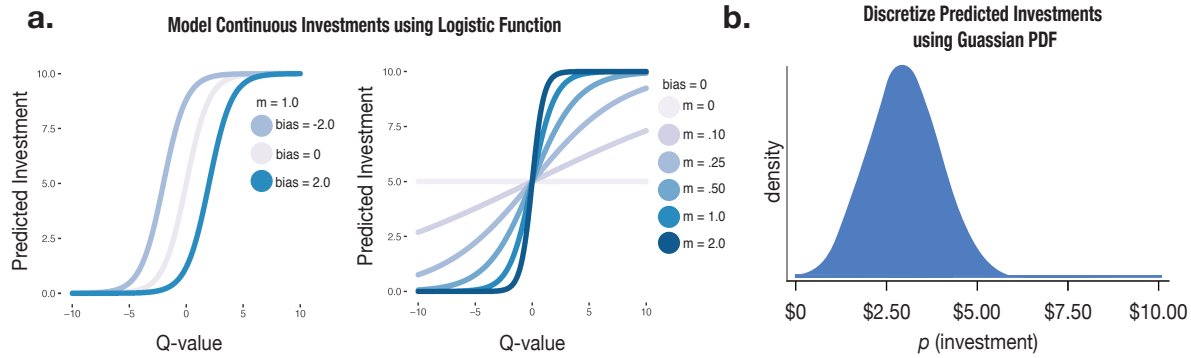 a.
Model Continuous Investments using Logistic Function
Predicted Investment
10.0
7.5
5.0
2.5
0.0
−10
−5
0
5
10
Q-value
m = 1.0
bias = -2.0
bias = 0
bias = 2.0
Predicted Investment
10.0
7.5
5.0
2.5
0.0
−10
−5
0
5
10
Q-value
bias = 0
m = 0
m = .10
m = .25
m = .50
m = 1.0
m = 2.0
b.
Discretize Predicted Investments
using Guassian PDF
density
$0
$2.50
$5.00
$7.50
$10.00
p (investment)